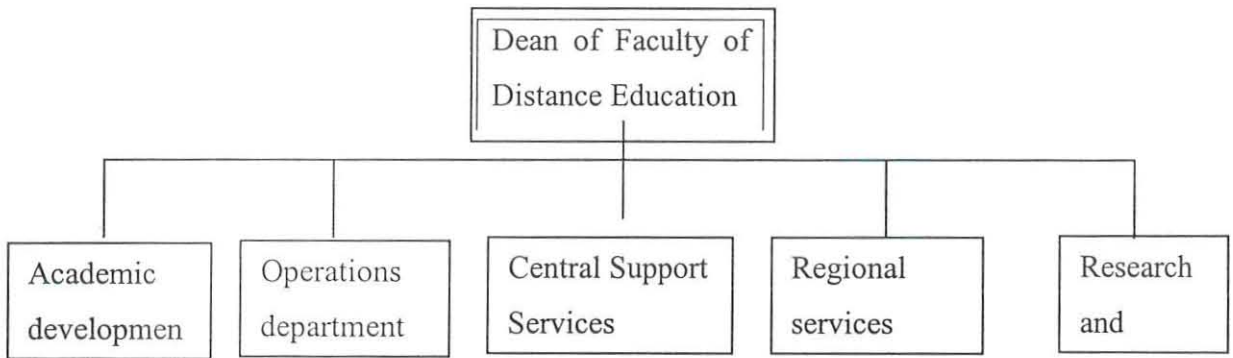 Dean of Faculty of
Distance Education
Academic
developmen
Operations
department
Central Support
Services
Regional
services
Research
and